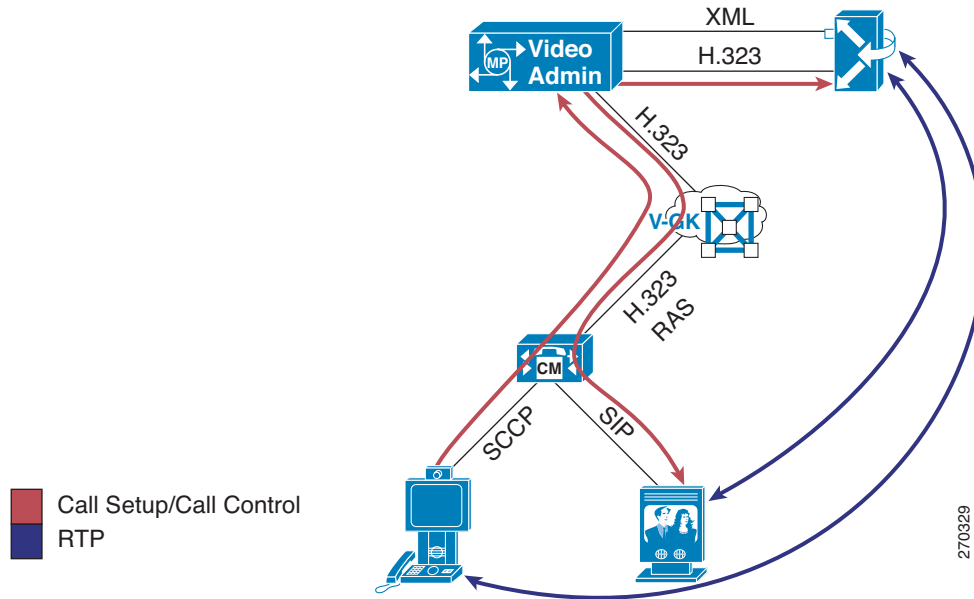 XML
MP
Video
Admin
H.323
H.323
V-GK
H.323
RAS
CM
SCCP
SIP
Call Setup/Call Control
RTP
270329